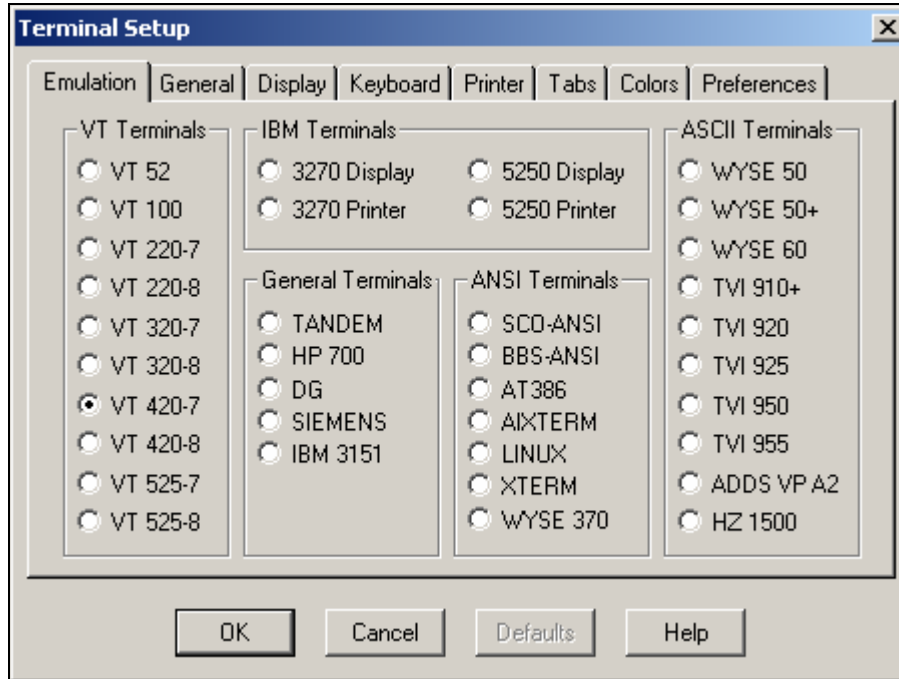 Terminal Setup
Emulation General Display Keyboard Printer Tabs Colors Preferences
VT Terminals
VT 52
VT 100
VT 220-7
VT 220-8
VT 320-7
VT 320-8
VT 420-7
VT 420-8
VT 525-7
VT 525-8
IBM Terminals
3270 Display
5250 Display
3270 Printer
5250 Printer
General Terminals
TANDEM
HP 700
DG
SIEMENS
IBM 3151
ANSI Terminals
SCO-ANSI
BBS-ANSI
AT386
AIXTERM
LINUX
XTERM
WYSE 370
ASCII Terminals
WYSE 50
WYSE 50+
WYSE 60
TVI 910+
TVI 920
TVI 925
TVI 950
TVI 955
ADDS VP A2
HZ 1500
OK Cancel Defaults Help